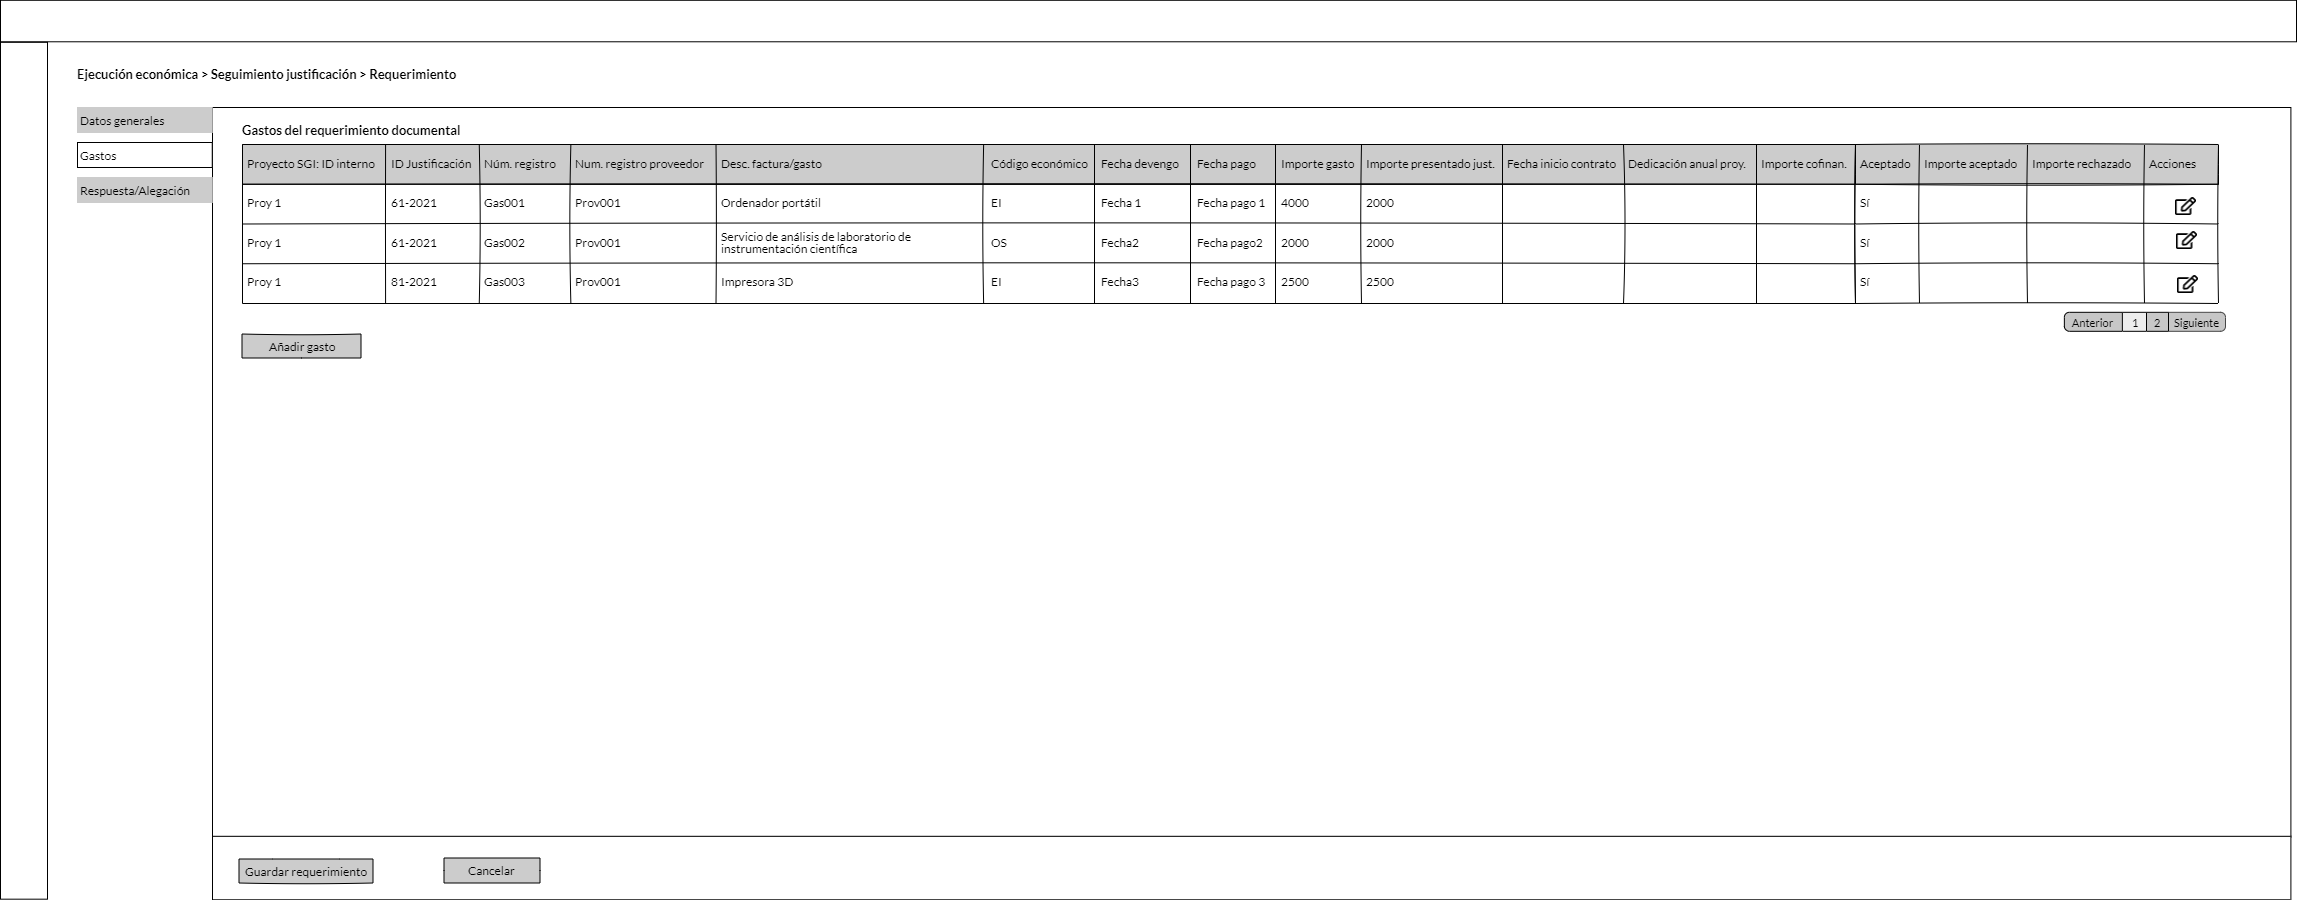 Ejecución económica > Seguimiento justificación > Requerimiento
Datos generales
Gastos
Respuesta/Alegación
Gastos del requerimiento documental
Proyecto SGI: ID interno ID Justificación Núm. registro Num. registro proveedor Desc. factura/gasto Código económico Fecha devengo Fecha pago Importe gasto Importe presentado just. Fecha inicio contrato Dedicación anual proy. Importe cofinan. Aceptado Importe aceptado Importe rechazado Acciones
Proy 1 61-2021 Gas001 Prov001 Ordenador portátil EI Fecha 1 Fecha pago 1 4000 2000 Sí
Proy 1 61-2021 Gas002 Prov001 Servicio de análisis de laboratorio de
instrumentación científica OS Fecha2 Fecha pago2 2000 2000 Sí
Proy 1 81-2021 Gas003 Prov001 Impresora 3D EI Fecha3 Fecha pago 3 2500 2500 Sí
Anterior 1 2 Siguiente
Añadir gasto
Guardar requerimiento Cancelar